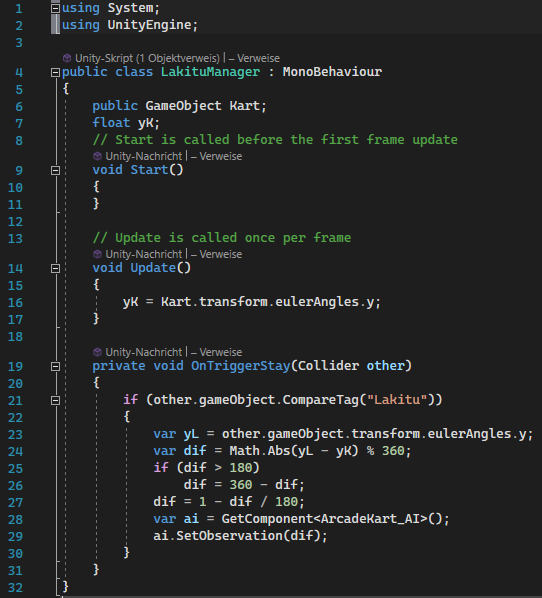 1 using System;
2 using UnityEngine;
3
Unity-Skript (1 Objektverweis) | – Verweise
4 public class LakituManager : MonoBehaviour
5 {
6 public GameObject Kart;
7 float yK;
8 // Start is called before the first frame update
Unity-Nachricht | – Verweise
9 void Start()
10 {
11 }
12
13 // Update is called once per frame
Unity-Nachricht | – Verweise
14 void Update()
15 {
16 yK = Kart.transform.eulerAngles.y;
17 }
18
Unity-Nachricht | – Verweise
19 private void OnTriggerStay(Collider other)
20 {
21 if (other.gameObject.CompareTag("Lakitu"))
22 {
23 var yL = other.gameObject.transform.eulerAngles.y;
24 var dif = Math.Abs(yL - yK) % 360;
25 if (dif > 180)
26 dif = 360 - dif;
27 dif = 1 - dif / 180;
28 var ai = GetComponent<ArcadeKart_AI>();
29 ai.SetObservation(dif);
30 }
31 }
32 }